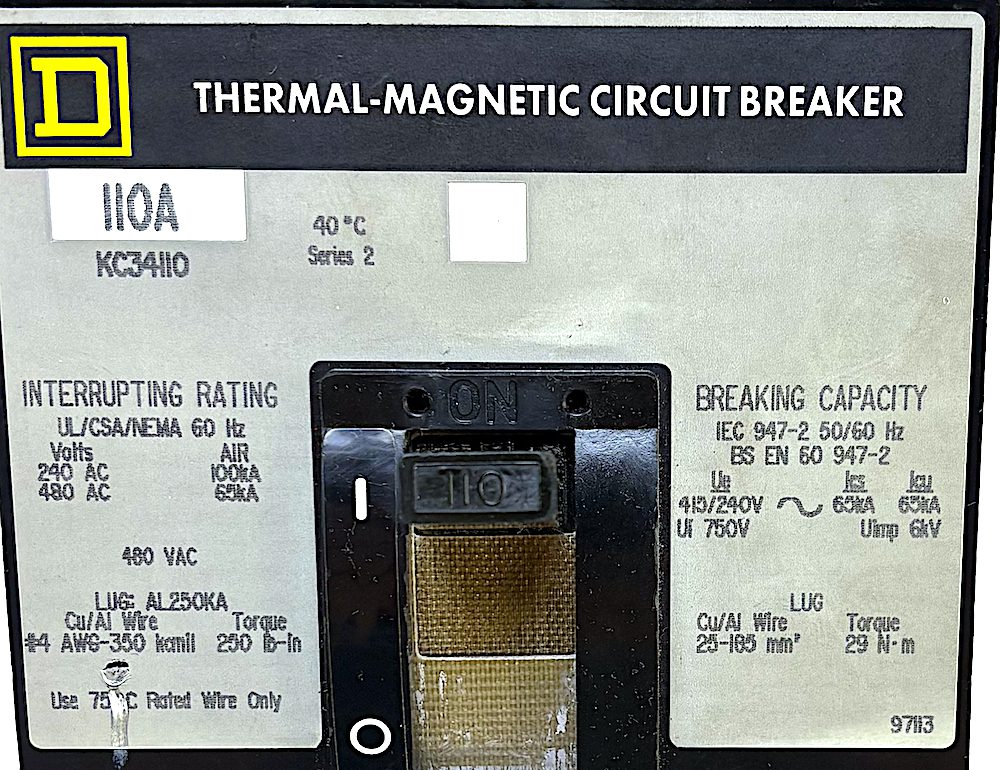 D
THERMAL-MAGNETIC CIRCUIT BREAKER
110A
KC34110
40°C
Series 2
INTERRUPTING RATING
UL/CSA/NEMA 60 Hz
Volts AIR
240 AC 100kA
480 AC 65kA
480 VAC
LUG: AL250KA
Cu/Al Wire Torque
#4 AWG-350 kcmil 250 lb-in
Use 75°C Rated Wire Only
ON
110
I
O
BREAKING CAPACITY
IEC 947-2 50/60 Hz
BS EN 60 947-2
Ue Ics Icu
415/240V ~ 65kA 65kA
Ui 750V Uimp 6kV
LUG
Cu/Al Wire Torque
25-185 mm² 29 N·m
97113